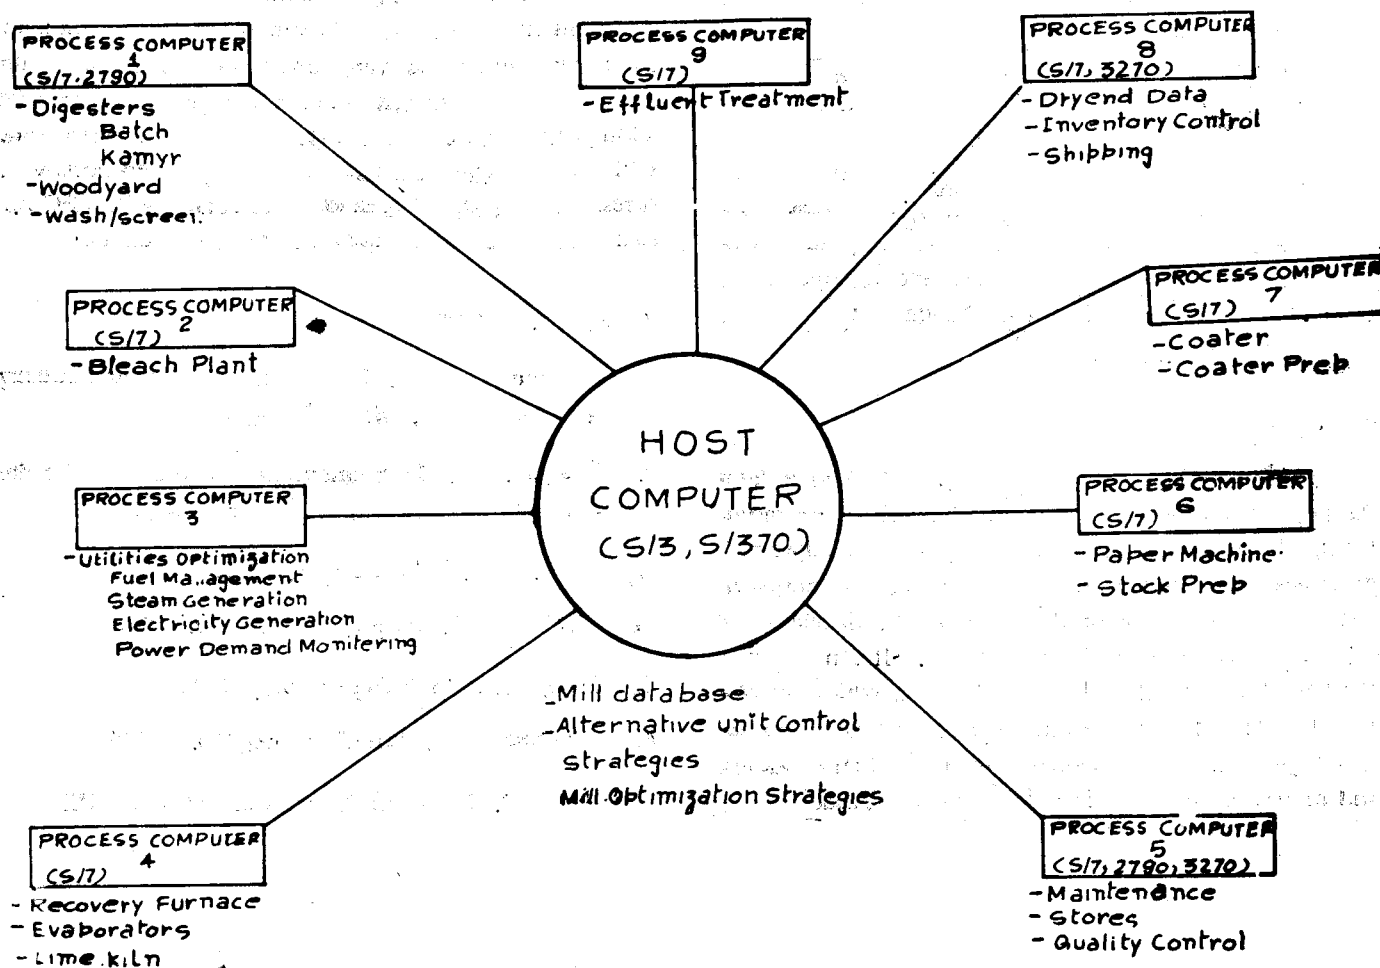 PROCESS COMPUTER
1
(S/7.2790)
-Digesters
Batch
Kamyr
-Woodyard
-Wash/screen.
PROCESS COMPUTER
9
(S/7)
-Effluent Treatment
PROCESS COMPUTER
8
(S/7, 3270)
-Dryend Data
-Inventory Control
-Shipping
PROCESS COMPUTER
2
(S/7)
-Bleach Plant
PROCESS COMPUTER
7
(S/7)
-Coater
-Coater Prep
PROCESS COMPUTER
3
-Utilities Optimization
Fuel Management
Steam Generation
Electricity Generation
Power Demand Monitering
HOST
COMPUTER
(S/3, S/370)
-Mill database
-Alternative unit Control
Strategies
Mill Optimization Strategies
PROCESS COMPUTER
6
(S/7)
- Paper Machine.
- Stock Prep
PROCESS COMPUTER
4
(S/7)
- Recovery Furnace
- Evaporators
- Lime.kiln
PROCESS COMPUTER
5
(S/7, 2790, 3270)
-Maintenance
- Stores
- Quality Control